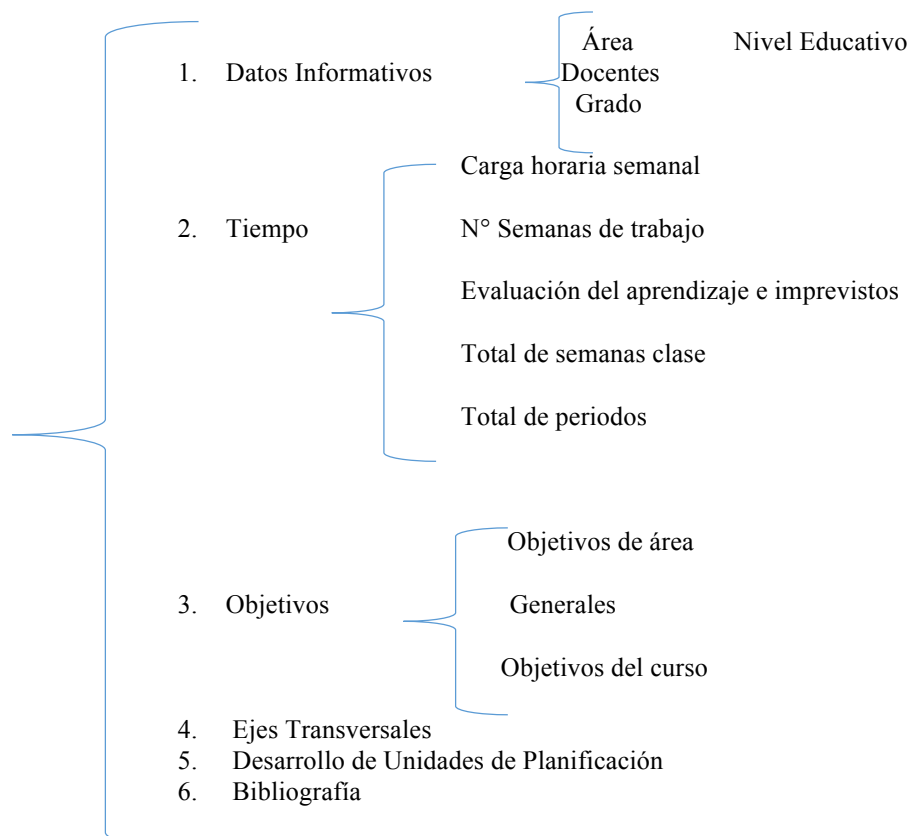 Área Nivel Educativo
1. Datos Informativos Docentes
Grado
Carga horaria semanal
2. Tiempo N° Semanas de trabajo
Evaluación del aprendizaje e imprevistos
Total de semanas clase
Total de periodos
Objetivos de área
3. Objetivos Generales
Objetivos del curso
4. Ejes Transversales
5. Desarrollo de Unidades de Planificación
6. Bibliografía